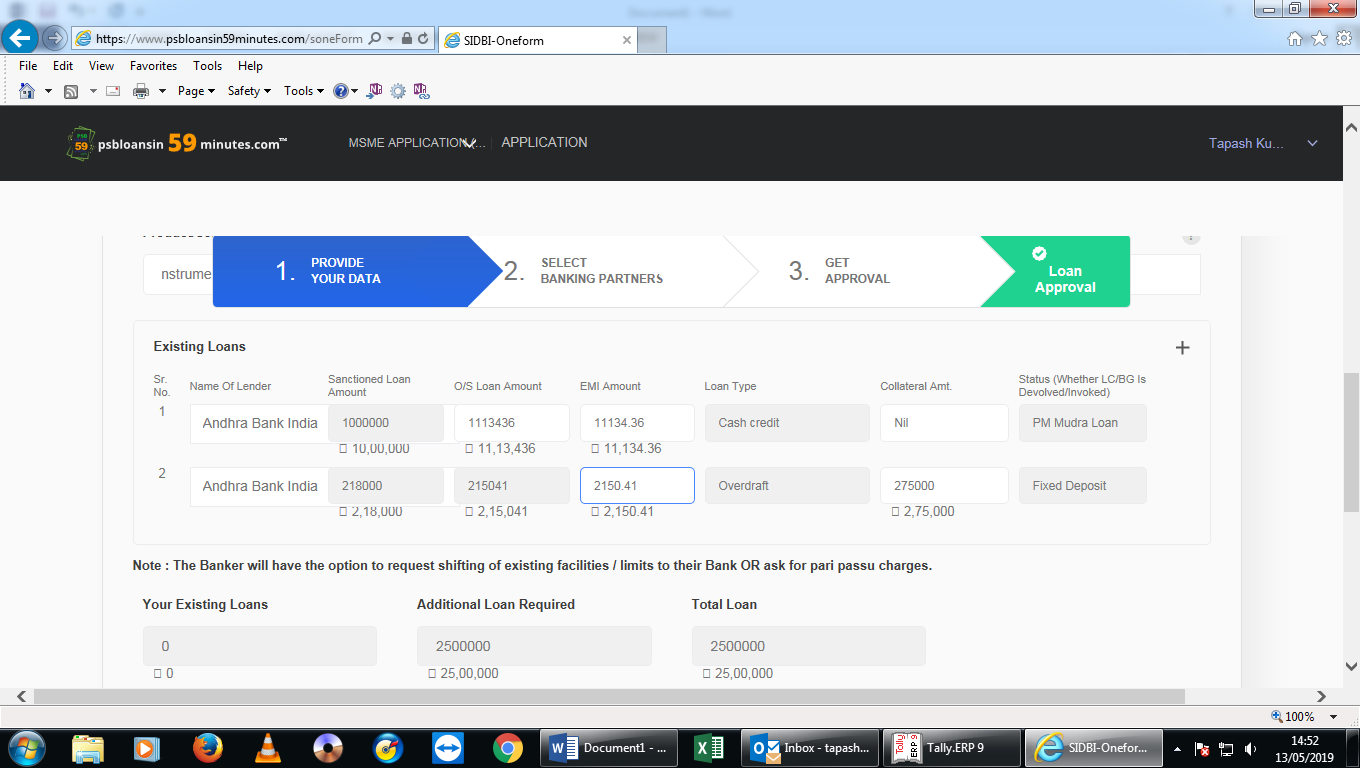 Document1 - Word
https://www.psbloansin59minutes.com/soneForm
SIDBI-Oneform
File Edit View Favorites Tools Help
Page Safety Tools
PSB 59 psbloansin 59 minutes.com™
MSME APPLICATION ... APPLICATION
Tapash Ku...
nstrume
1. PROVIDE
YOUR DATA
2. SELECT
BANKING PARTNERS
3. GET
APPROVAL
Loan
Approval
Existing Loans
+
Sr.
No.
Name Of Lender
Sanctioned Loan
Amount
O/S Loan Amount
EMI Amount
Loan Type
Collateral Amt.
Status (Whether LC/BG Is
Devolved/Invoked)
1 Andhra Bank India 1000000 1113436 11134.36 Cash credit Nil PM Mudra Loan
10,00,000 11,13,436 11,134.36
2 Andhra Bank India 218000 215041 2150.41 Overdraft 275000 Fixed Deposit
2,18,000 2,15,041 2,150.41 2,75,000
Note : The Banker will have the option to request shifting of existing facilities / limits to their Bank OR ask for pari passu charges.
Your Existing Loans Additional Loan Required Total Loan
0 2500000 2500000
0 25,00,000 25,00,000
100%
Document1 - ... Inbox - tapash... Tally.ERP 9 SIDBI-Onefor...
14:52
13/05/2019